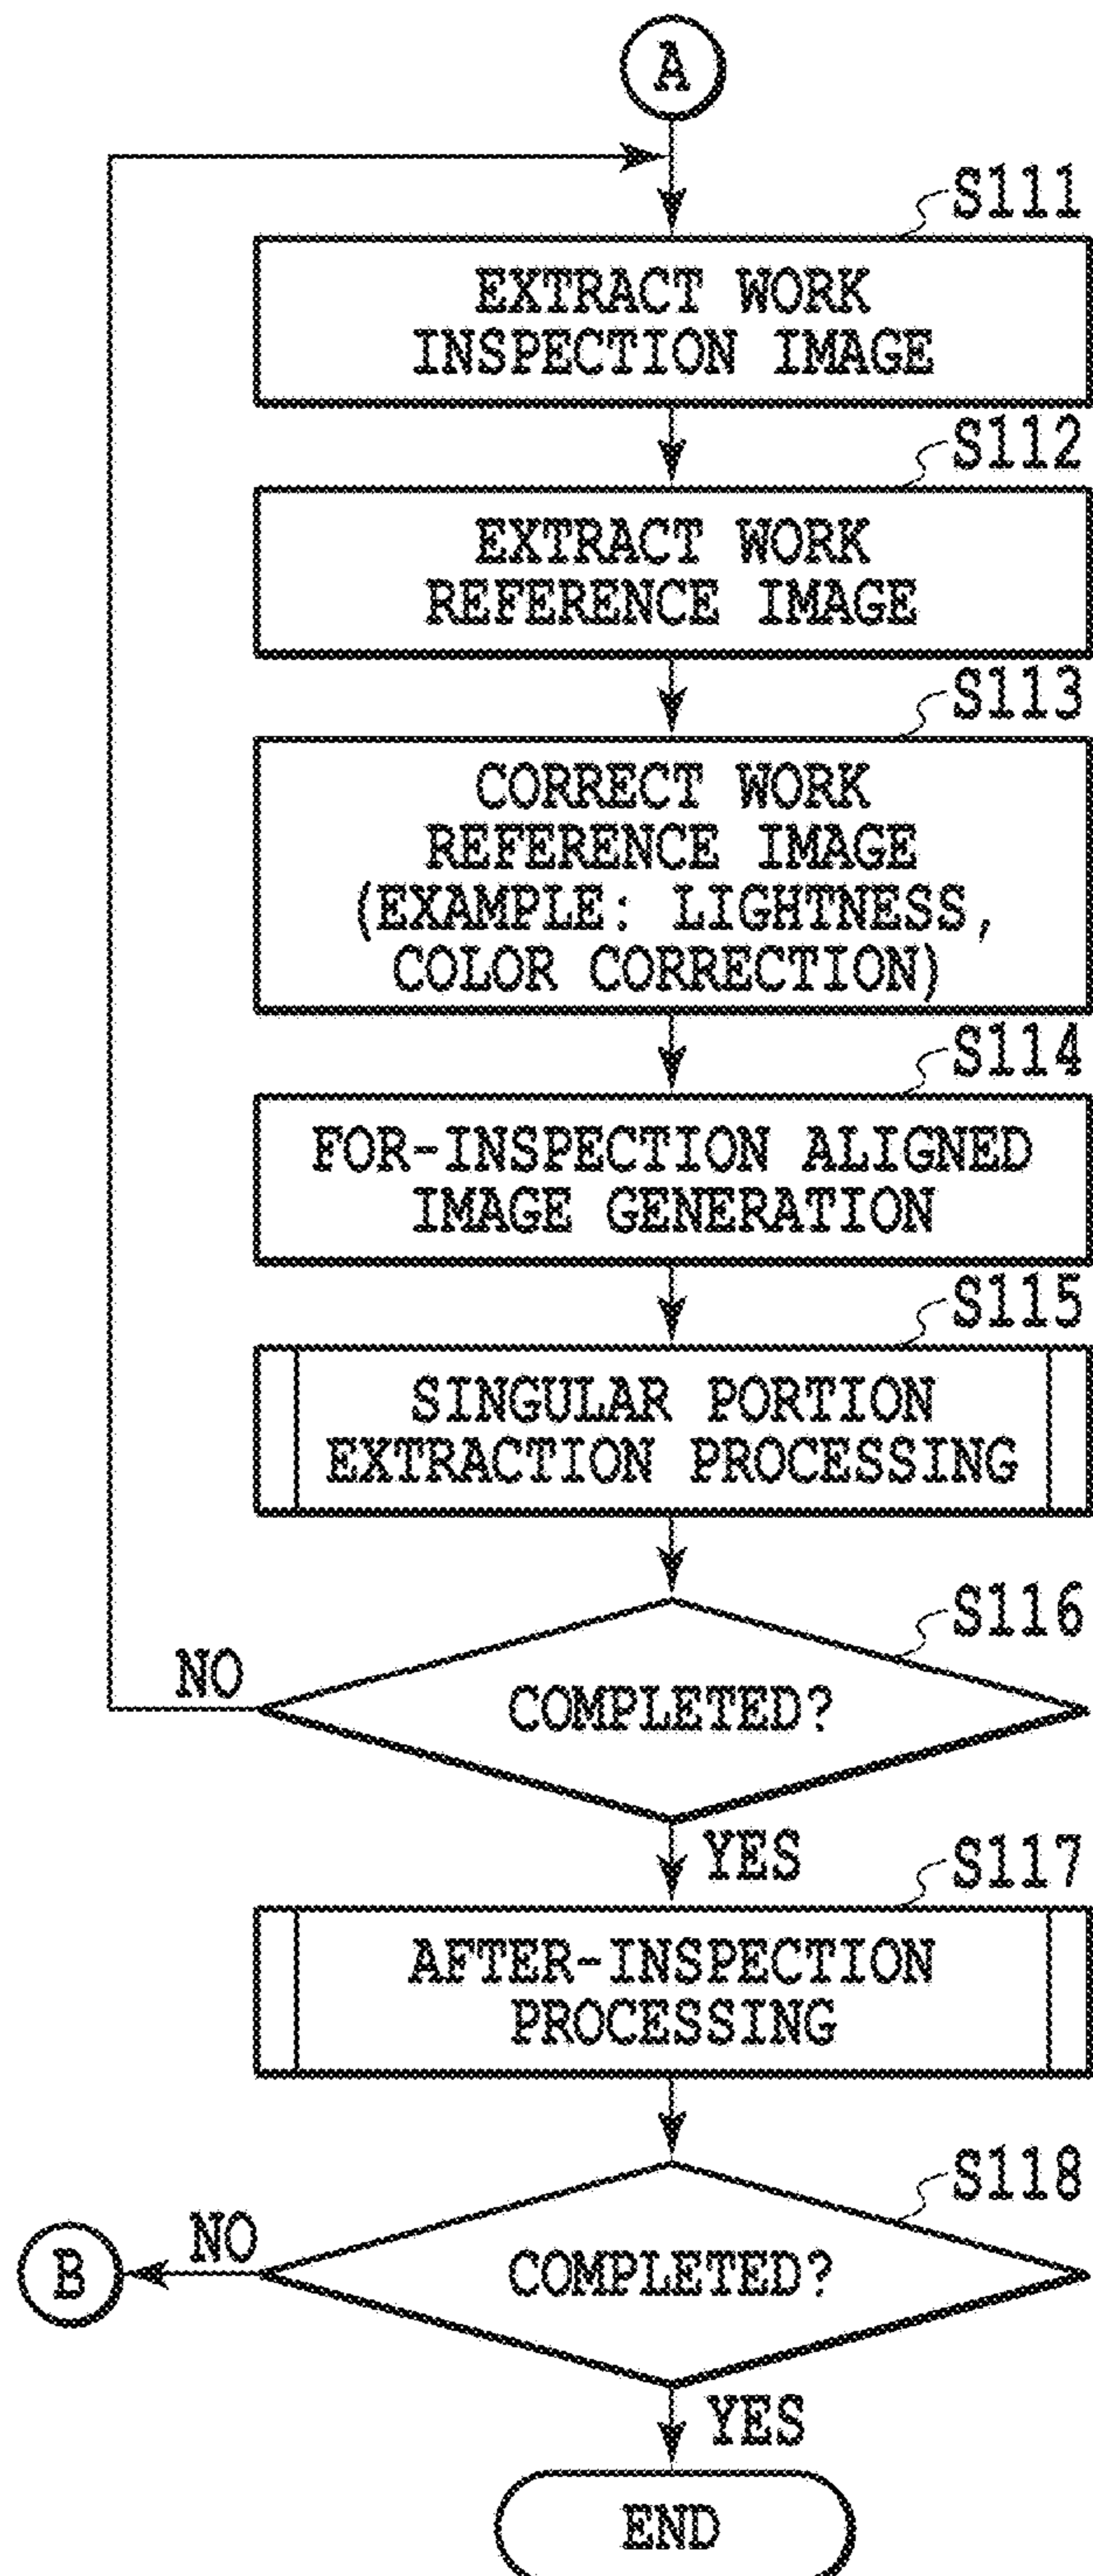 A
S111
EXTRACT WORK
INSPECTION IMAGE
S112
EXTRACT WORK
REFERENCE IMAGE
S113
CORRECT WORK
REFERENCE IMAGE
(EXAMPLE: LIGHTNESS,
COLOR CORRECTION)
S114
FOR-INSPECTION ALIGNED
IMAGE GENERATION
S115
SINGULAR PORTION
EXTRACTION PROCESSING
S116
NO
COMPLETED?
YES
S117
AFTER-INSPECTION
PROCESSING
S118
B
NO
COMPLETED?
YES
END